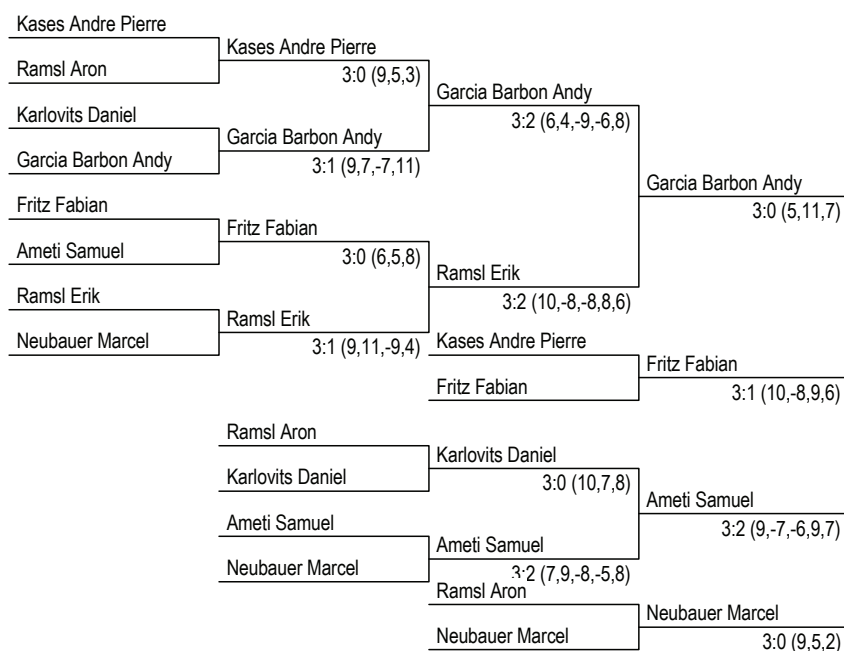 Kases Andre Pierre
Kases Andre Pierre
Ramsl Aron
3:0 (9,5,3)
Garcia Barbon Andy
Karlovits Daniel
3:2 (6,4,-9,-6,8)
Garcia Barbon Andy
Garcia Barbon Andy
3:1 (9,7,-7,11)
Garcia Barbon Andy
Fritz Fabian
3:0 (5,11,7)
Fritz Fabian
Ameti Samuel
3:0 (6,5,8)
Ramsl Erik
Ramsl Erik
3:2 (10,-8,-8,8,6)
Ramsl Erik
Neubauer Marcel
3:1 (9,11,-9,4)
Kases Andre Pierre
Fritz Fabian
Fritz Fabian
3:1 (10,-8,9,6)
Ramsl Aron
Karlovits Daniel
Karlovits Daniel
3:0 (10,7,8)
Ameti Samuel
Ameti Samuel
3:2 (9,-7,-6,9,7)
Ameti Samuel
Neubauer Marcel
3:2 (7,9,-8,-5,8)
Ramsl Aron
Neubauer Marcel
Neubauer Marcel
3:0 (9,5,2)